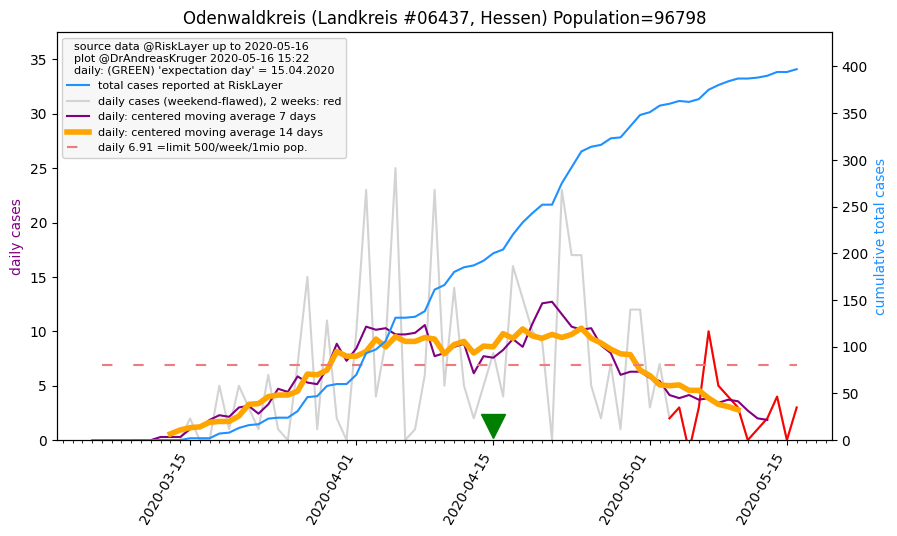 Odenwaldkreis (Landkreis #06437, Hessen) Population=96798
source data @RiskLayer up to 2020-05-16
plot @DrAndreasKruger 2020-05-16 15:22
daily: (GREEN) 'expectation day' = 15.04.2020
total cases reported at RiskLayer
daily cases (weekend-flawed), 2 weeks: red
daily: centered moving average 7 days
daily: centered moving average 14 days
daily 6.91 =limit 500/week/1mio pop.
daily cases
35
30
25
20
15
10
5
0
cumulative total cases
400
350
300
250
200
150
100
50
0
2020-03-15
2020-04-01
2020-04-15
2020-05-01
2020-05-15